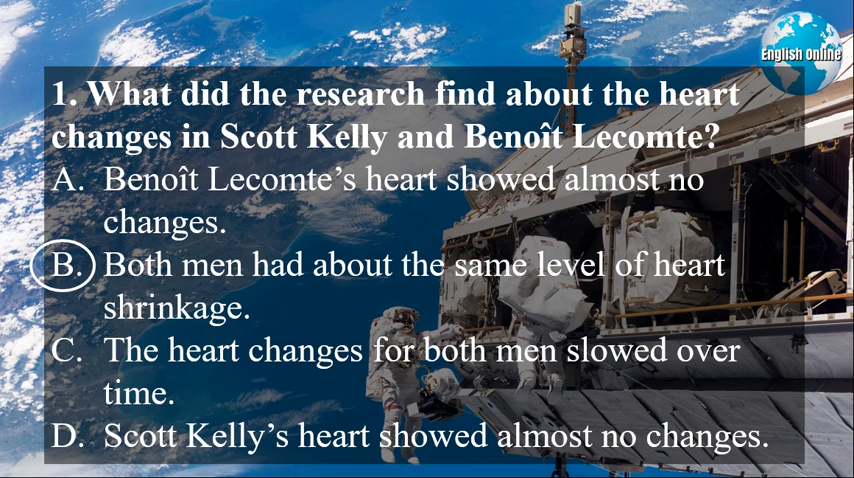 English Online
1. What did the research find about the heart
changes in Scott Kelly and Benoît Lecomte?
A. Benoît Lecomte’s heart showed almost no
changes.
B. Both men had about the same level of heart
shrinkage.
C. The heart changes for both men slowed over
time.
D. Scott Kelly’s heart showed almost no changes.